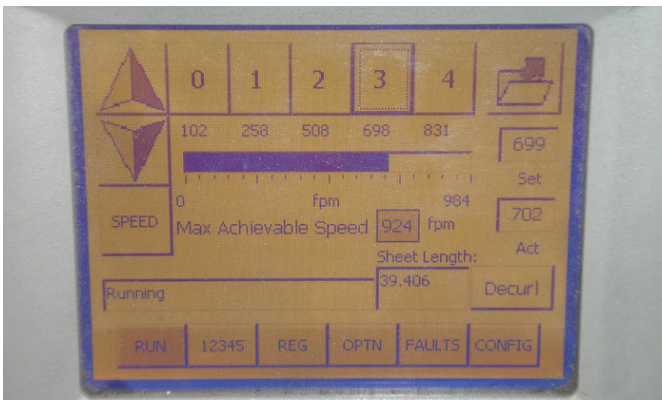 0 1 2 3 4
102 258 508 698 831
699
Set
0 fpm 984
702
SPEED
Max Achievable Speed 924 fpm
Act
Sheet Length:
39.406
Running
Decurl
RUN 12345 REG OPTN FAULTS CONFIG